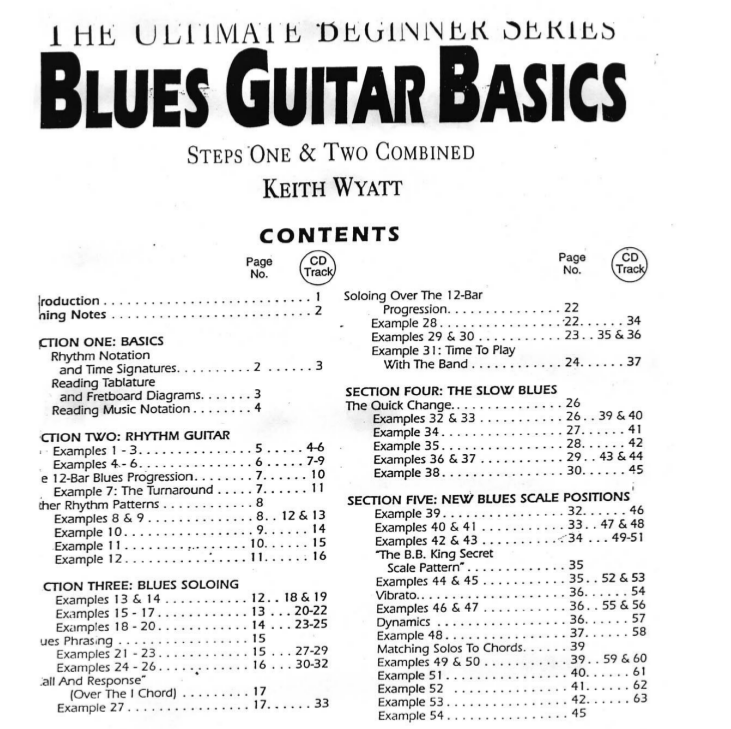 THE ULTIMATE BEGINNER SERIES
BLUES GUITAR BASICS
STEPS ONE & TWO COMBINED
KEITH WYATT
CONTENTS
Page No. CD Track
roduction . . . . . . . . . . . . . . . . . . . . . . . . . . 1
ning Notes . . . . . . . . . . . . . . . . . . . . . . . . 2
CTION ONE: BASICS
Rhythm Notation
and Time Signatures. . . . . . . . . . 2 . . . . . . 3
Reading Tablature
and Fretboard Diagrams. . . . . . . 3
Reading Music Notation . . . . . . . . 4
CTION TWO: RHYTHM GUITAR
Examples 1 - 3. . . . . . . . . . . . . . . 5 . . . . . 4-6
Examples 4 - 6. . . . . . . . . . . . . . . 6 . . . . . 7-9
e 12-Bar Blues Progression. . . . . . . . 7. . . . . . 10
Example 7: The Turnaround . . . . . 7. . . . . . 11
ther Rhythm Patterns . . . . . . . . . . . . 8
Examples 8 & 9 . . . . . . . . . . . . . . 8. . 12 & 13
Example 10. . . . . . . . . . . . . . . . . 9. . . . . . 14
Example 11 . . . . . . . . . . . . . . . . 10. . . . . . 15
Example 12 . . . . . . . . . . . . . . . . 11. . . . . . 16
CTION THREE: BLUES SOLOING
Examples 13 & 14 . . . . . . . . . . . 12. . 18 & 19
Examples 15 - 17. . . . . . . . . . . . 13 . . . 20-22
Examples 18 - 20. . . . . . . . . . . . 14 . . . 23-25
ues Phrasing . . . . . . . . . . . . . . . . . 15
Examples 21 - 23. . . . . . . . . . . . 15 . . . 27-29
Examples 24 - 26. . . . . . . . . . . . 16 . . . 30-32
all And Response"
(Over The I Chord) . . . . . . . . . 17
Example 27 . . . . . . . . . . . . . . . . 17. . . . . . 33
Page No. CD Track
Soloing Over The 12-Bar
Progression. . . . . . . . . . . . . . . 22
Example 28 . . . . . . . . . . . . . . . . 22. . . . . . 34
Examples 29 & 30 . . . . . . . . . . . 23. . 35 & 36
Example 31: Time To Play
With The Band . . . . . . . . . . . . 24. . . . . . 37
SECTION FOUR: THE SLOW BLUES
The Quick Change. . . . . . . . . . . . . . 26
Examples 32 & 33 . . . . . . . . . . . 26. . 39 & 40
Example 34. . . . . . . . . . . . . . . . 27. . . . . . 41
Example 35. . . . . . . . . . . . . . . . 28. . . . . . 42
Examples 36 & 37 . . . . . . . . . . . 29. . 43 & 44
Example 38 . . . . . . . . . . . . . . . . 30. . . . . . 45
SECTION FIVE: NEW BLUES SCALE POSITIONS
Example 39. . . . . . . . . . . . . . . . 32. . . . . . 46
Examples 40 & 41 . . . . . . . . . . . 33. . 47 & 48
Examples 42 & 43 . . . . . . . . . . . 34 . . . 49-51
"The B.B. King Secret
Scale Pattern" . . . . . . . . . . . . . 35
Examples 44 & 45 . . . . . . . . . . . 35. . 52 & 53
Vibrato. . . . . . . . . . . . . . . . . . . . 36. . . . . . 54
Examples 46 & 47 . . . . . . . . . . . 36. . 55 & 56
Dynamics . . . . . . . . . . . . . . . . . 36. . . . . . 57
Example 48. . . . . . . . . . . . . . . . 37. . . . . . 58
Matching Solos To Chords. . . . . . 39
Examples 49 & 50 . . . . . . . . . . . 39. . 59 & 60
Example 51 . . . . . . . . . . . . . . . . 40. . . . . . 61
Example 52 . . . . . . . . . . . . . . . 41. . . . . . 62
Example 53 . . . . . . . . . . . . . . . . 42. . . . . . 63
Example 54 . . . . . . . . . . . . . . . . 45